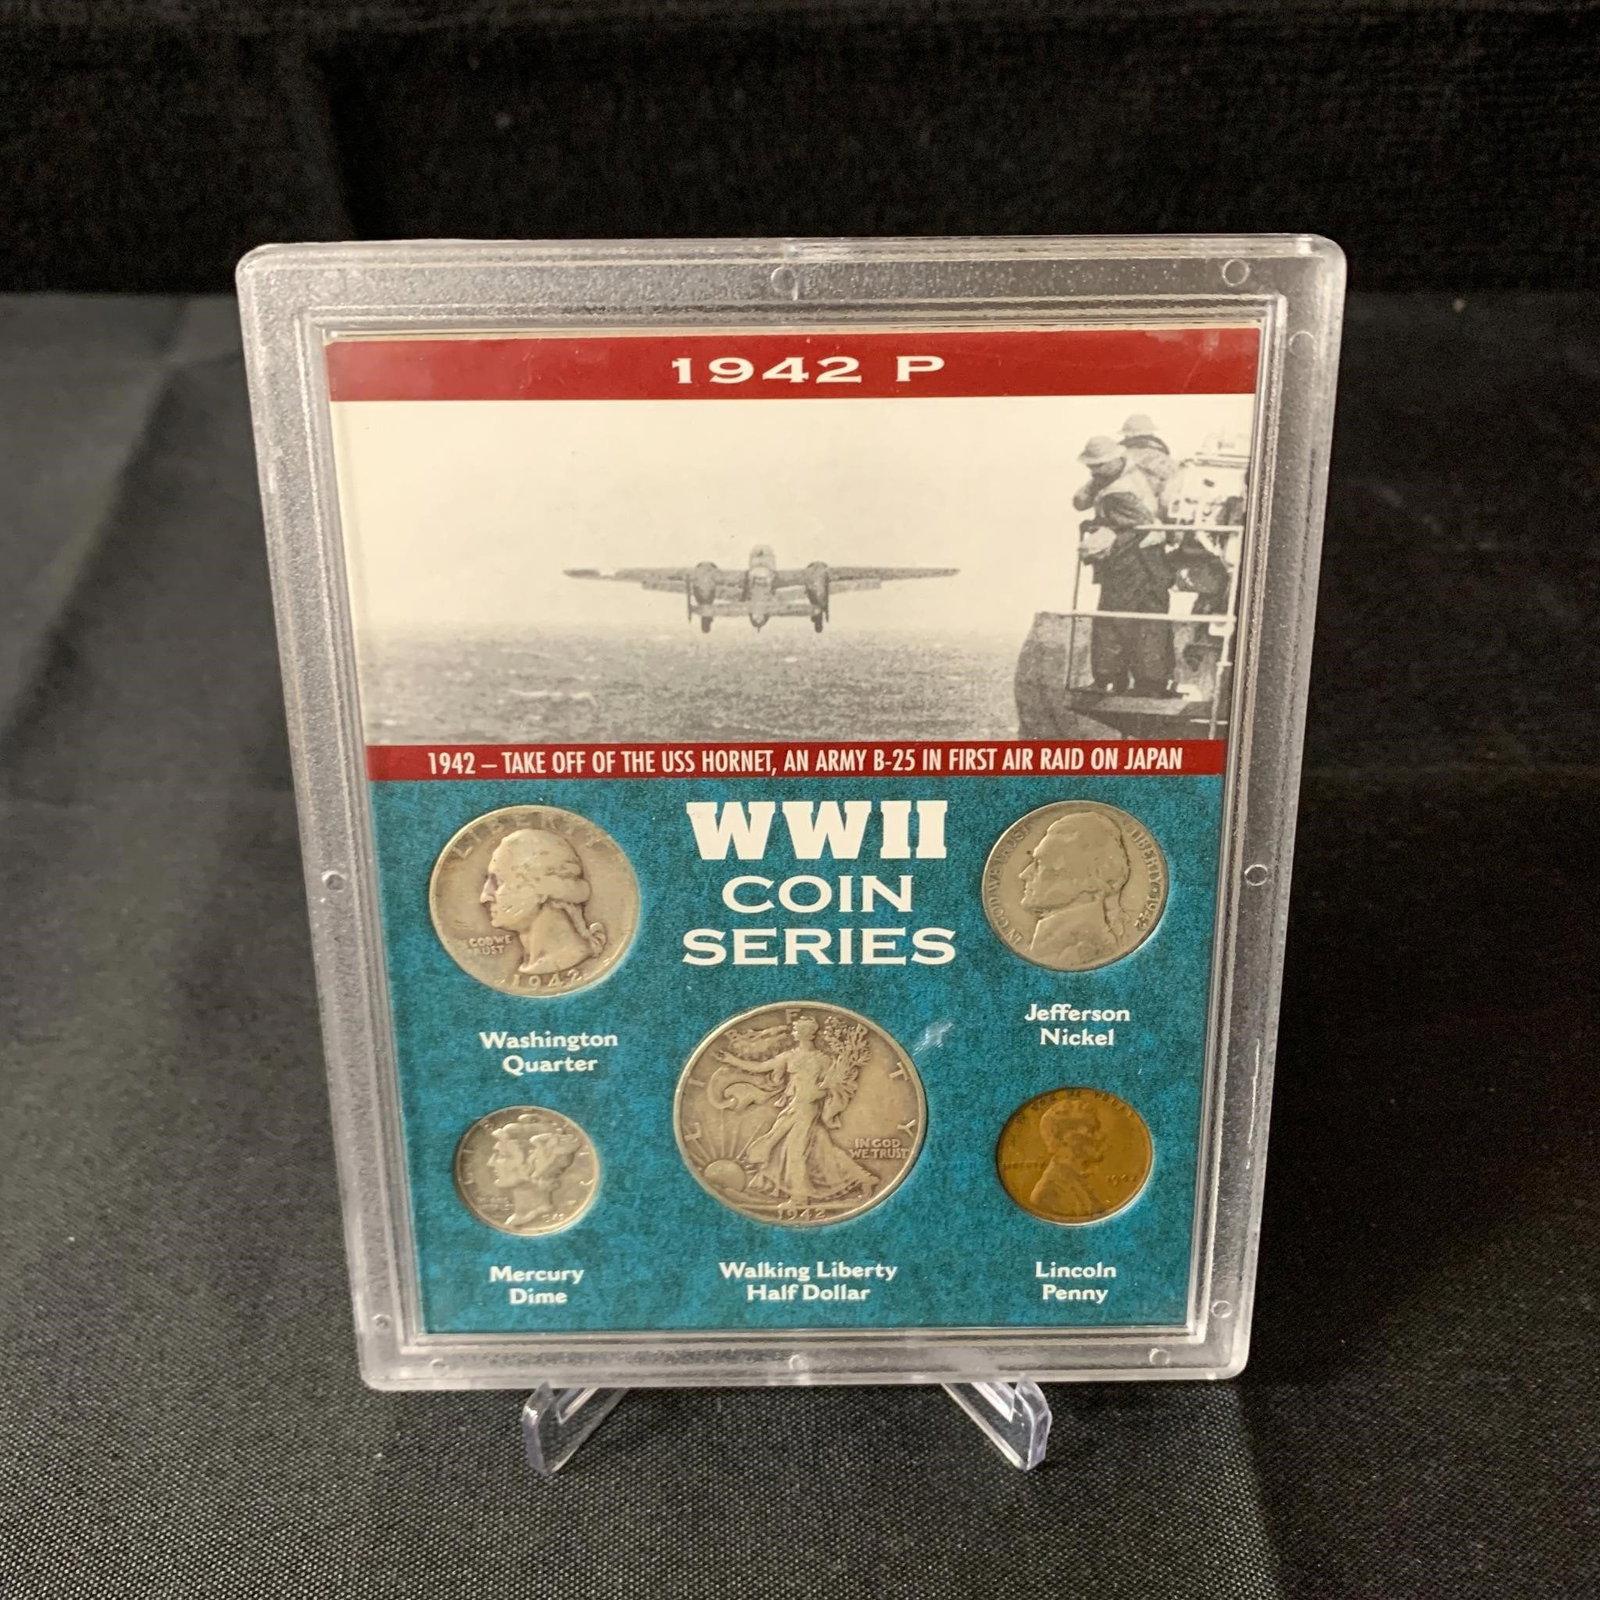 1942 P
1942 – TAKE OFF OF THE USS HORNET, AN ARMY B-25 IN FIRST AIR RAID ON JAPAN
WWII
COIN
SERIES
LIBERTY
IN GOD WE
TRUST
1942
IN GOD WE TRUST
LIBERTY
1942
Washington
Quarter
Jefferson
Nickel
LIBERTY
IN GOD
WE TRUST
1942
LIBERTY
Mercury
Dime
Walking Liberty
Half Dollar
Lincoln
Penny